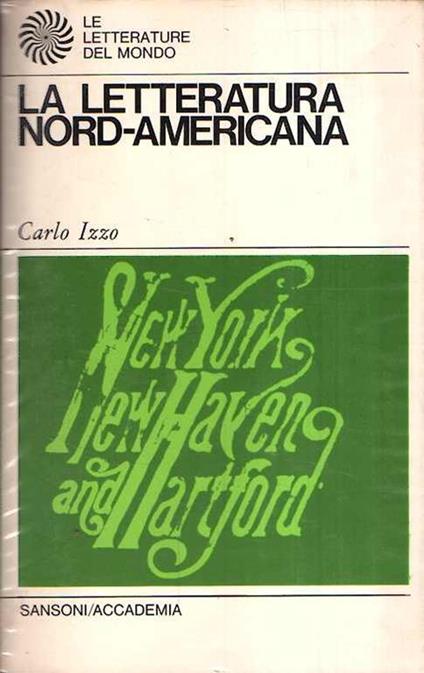 LE
LETTERATURE
DEL MONDO
LA LETTERATURA
NORD-AMERICANA
Carlo Izzo
New York,
New Haven
and Hartford
SANSONI/ACCADEMIA